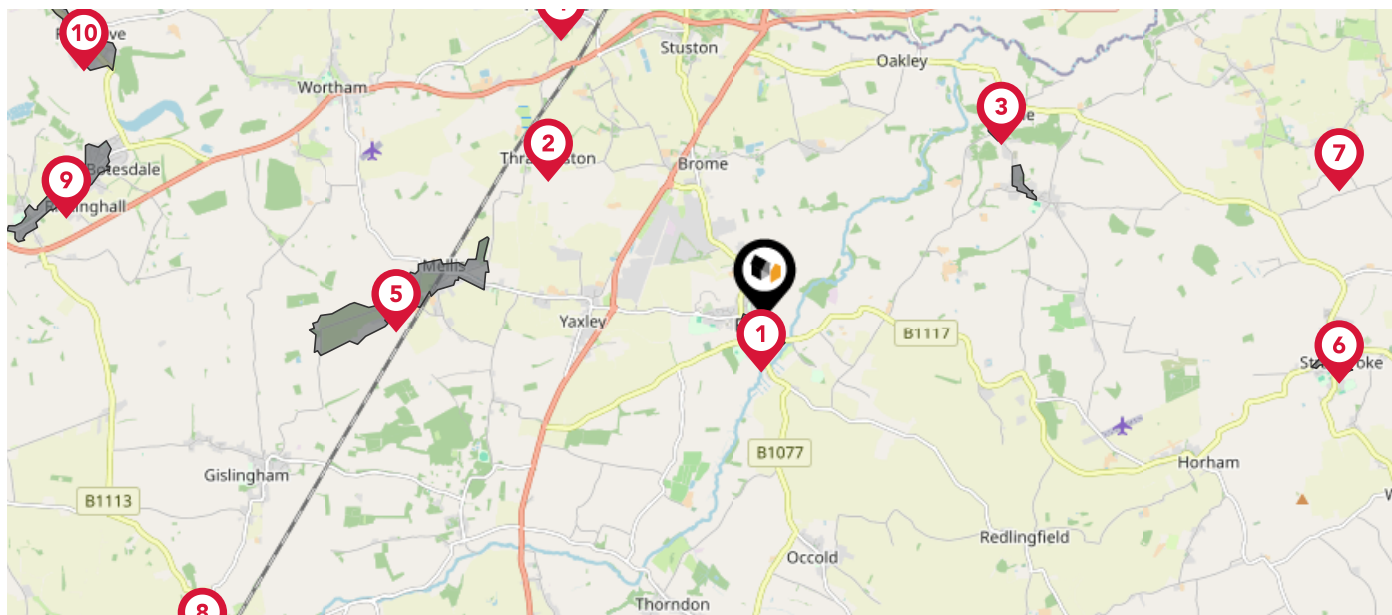 10
Stuston
Oakley
Wortham
3
2
7
Brome
Botesdale
9
5
Mellis
Yaxley
1
B1117
6
B1077
Horham
Gislingham
B1113
Redlingfield
Occold
8
Thorndon